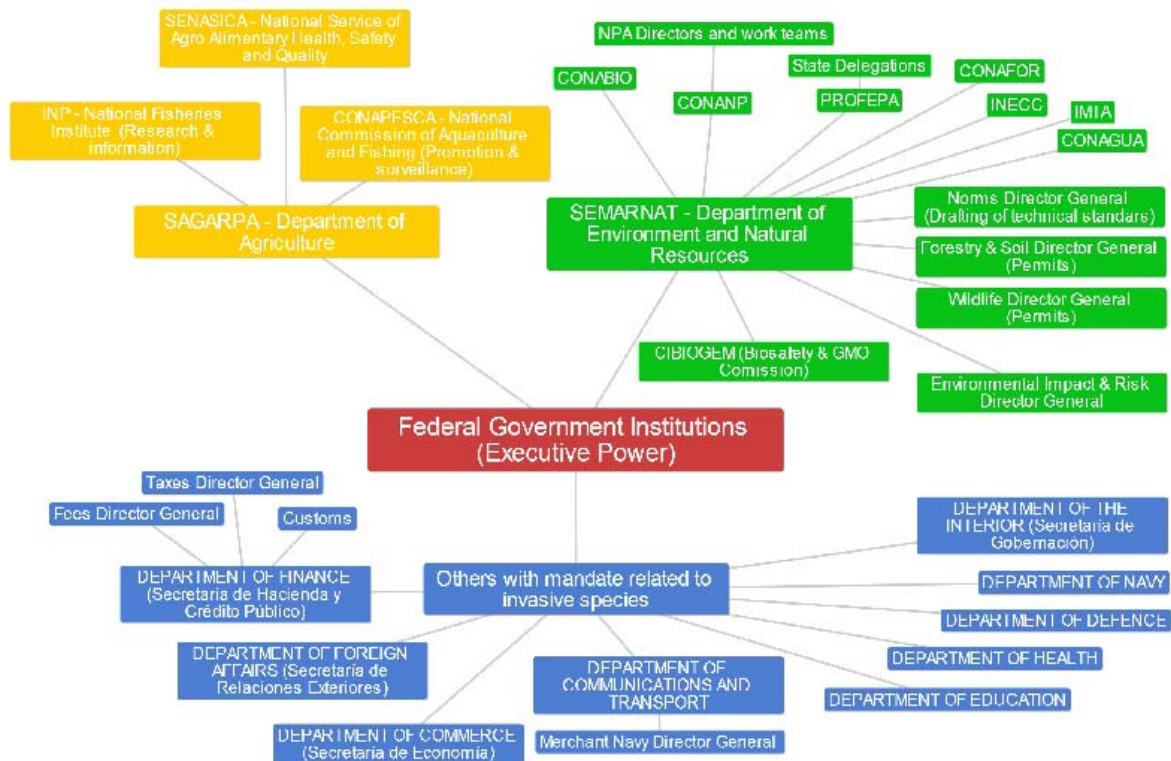 SENASICA - National Service of
Agro Alimentary Health, Safety
and Quality
INP - National Fisheries
Institute (Research &
information)
CONAPESCA - National
Commission of Aquaculture
and Fishing (Promotion &
surveillance)
SAGARPA - Department of
Agriculture
NPA Directors and work teams
CONABIO
CONANP
State Delegations
PROFEPA
CONAFOR
INECC
IMTA
CONAGUA
SEMARNAT - Department of
Environment and Natural
Resources
Norms Director General
(Drafting of technical standars)
Forestry & Soil Director General
(Permits)
Wildlife Director General
(Permits)
Environmental Impact & Risk
Director General
CIBIOGEM (Biosafety & GMO
Comission)
Federal Government Institutions
(Executive Power)
Taxes Director General
Fees Director General
Customs
DEPARTMENT OF FINANCE
(Secretaría de Hacienda y
Crédito Público)
Others with mandate related to
invasive species
DEPARTMENT OF THE
INTERIOR (Secretaría de
Gobernación)
DEPARTMENT OF NAVY
DEPARTMENT OF DEFENCE
DEPARTMENT OF HEALTH
DEPARTMENT OF EDUCATION
DEPARTMENT OF FOREIGN
AFFAIRS (Secretaría de
Relaciones Exteriores)
DEPARTMENT OF
COMMUNICATIONS AND
TRANSPORT
Merchant Navy Director General
DEPARTMENT OF COMMERCE
(Secretaría de Economía)